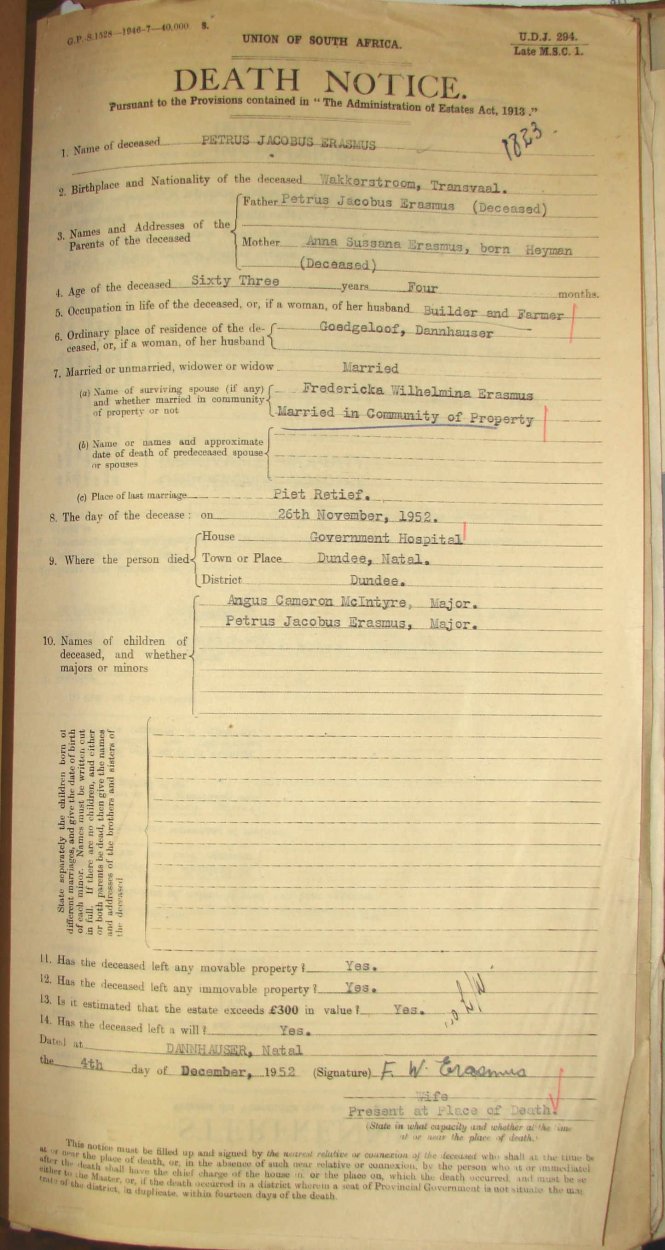 G.P.-S.1528—1946-7—40,000 S.
UNION OF SOUTH AFRICA.
U.D.J. 294.
Late M.S.C. 1.
DEATH NOTICE.
Pursuant to the Provisions contained in “The Administration of Estates Act, 1913.”
1823.
1. Name of deceased PETRUS JACOBUS ERASMUS
2. Birthplace and Nationality of the deceased Wakkerstroom, Transvaal.
3. Names and Addresses of the Parents of the deceased
Father Petrus Jacobus Erasmus (Deceased)
Mother Anna Sussana Erasmus, born Heyman
(Deceased)
4. Age of the deceased Sixty Three years Four months.
5. Occupation in life of the deceased, or, if a woman, of her husband Builder and Farmer
6. Ordinary place of residence of the de-
ceased, or, if a woman, of her husband
Goedgeloof, Dannhauser
7. Married or unmarried, widower or widow Married
(a) Name of surviving spouse (if any)
and whether married in community
of property or not
Fredericka Wilhelmina Erasmus
Married in Community of Property
(b) Name or names and approximate
date of death of predeceased spouse
or spouses
(c) Place of last marriage Piet Retief.
8. The day of the decease: on 26th November, 1952.
9. Where the person died
House Government Hospital
Town or Place Dundee, Natal.
District Dundee.
10. Names of children of
deceased, and whether
majors or minors
Angus Cameron McIntyre, Major.
Petrus Jacobus Erasmus, Major.
State separately the children born of
different marriages, and give the date of birth
of each minor. Names must be written out
in full. If there are no children, and either
or both parents be dead, then give the names
and addresses of the brothers and sisters of
the deceased
11. Has the deceased left any movable property? Yes.
12. Has the deceased left any immovable property? Yes.
13. Is it estimated that the estate exceeds £300 in value? Yes.
14. Has the deceased left a will? Yes.
Dated at DANNHAUSER, Natal
the 4th day of December, 1952 (Signature) F. W. Erasmus
Wife
Present at Place of Death.
(State in what capacity and whether at the time
at or near the place of death.)
This notice must be filled up and signed by the nearest relative or connexion of the deceased who shall at the time be
at or near the place of death, or, in the absence of such near relative or connexion, by the person who at or immediatel
after the death shall have the chief charge of the house in or the place on, which the death occurred, and must be se
either to the Master, or, if the death occurred in a district wherein a seat of Provincial Government is not situate the mag
trate of the district, in duplicate, within fourteen days of the death.